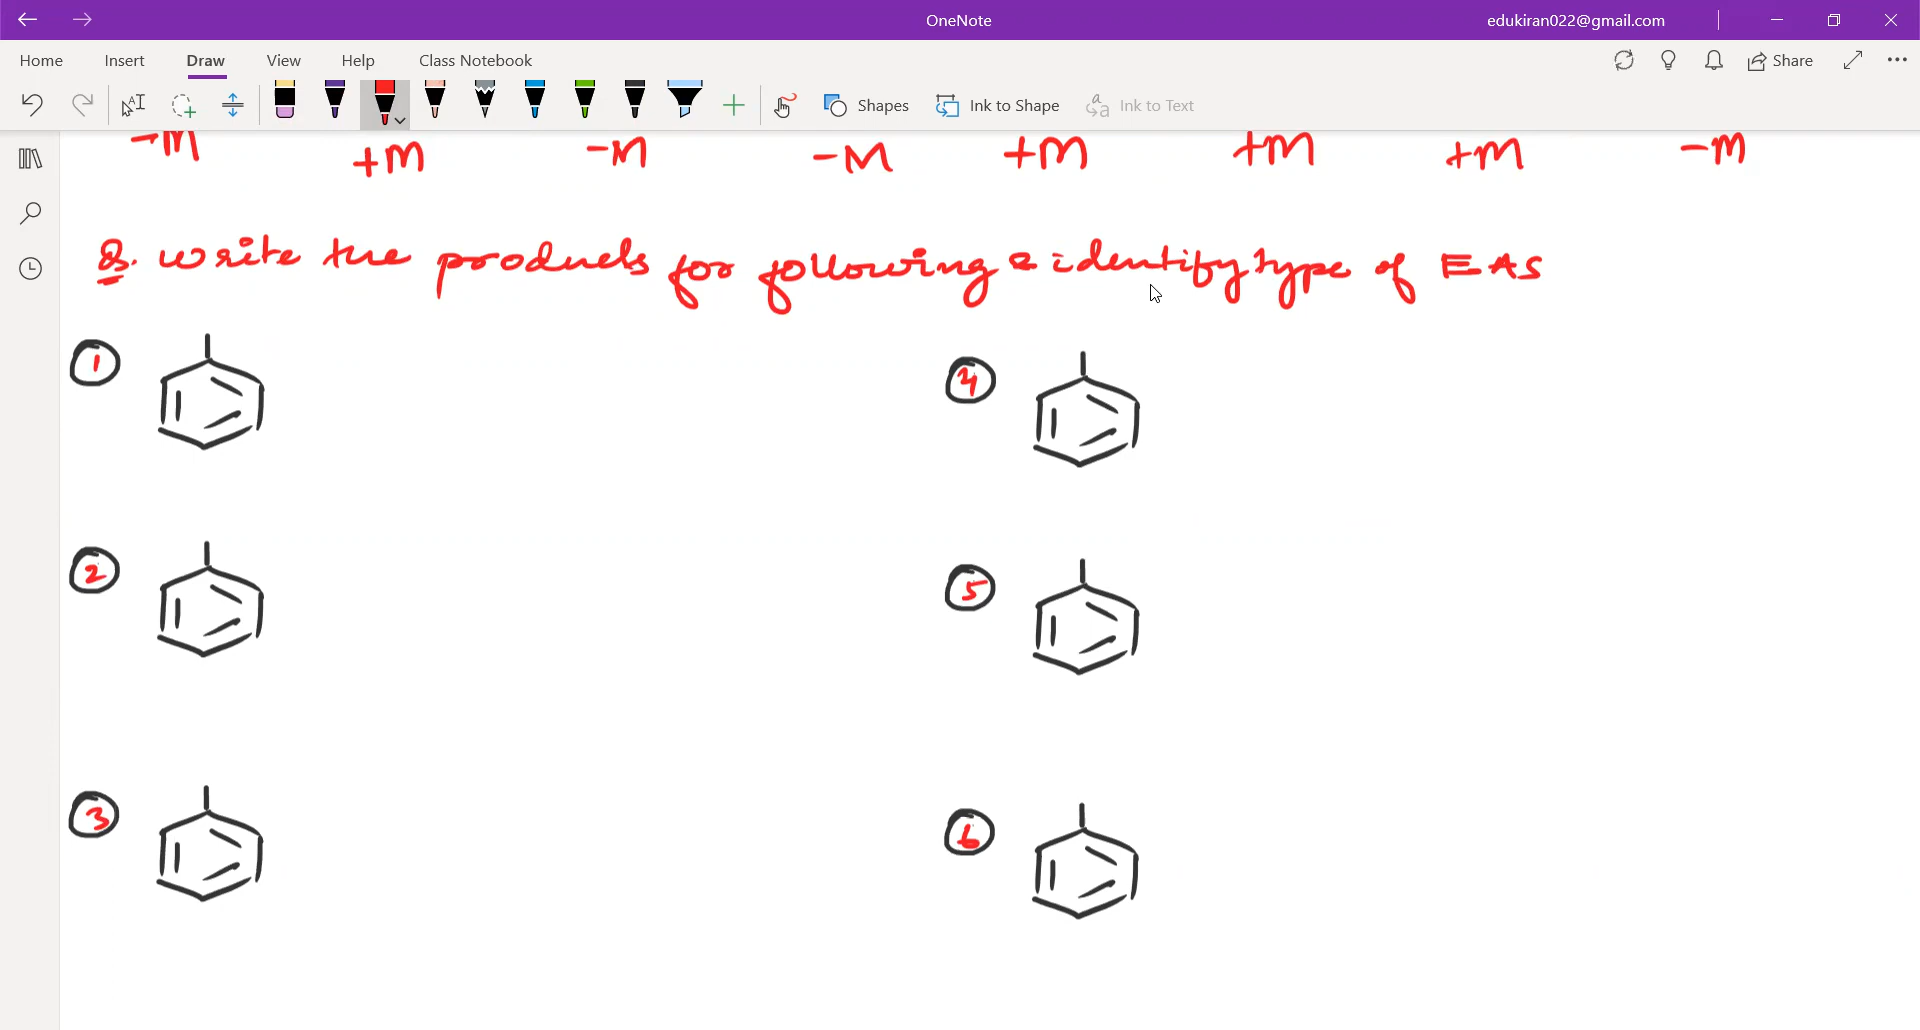 OneNote
edukiran022@gmail.com
Home Insert Draw View Help Class Notebook Share
Shapes Ink to Shape Ink to Text
-M +M -M -M +M +M +M -M
Q. write the products for following & identify type of EAS
1 4
2 5
3 6